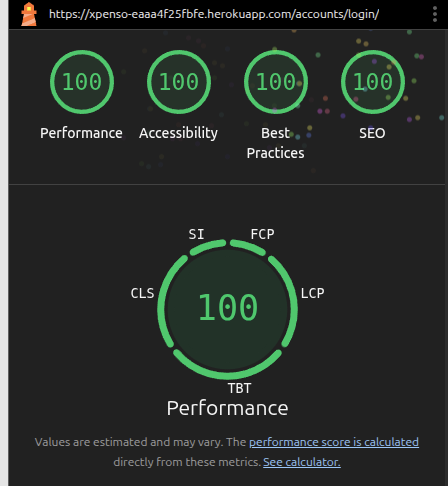 https://xpenso-eaaa4f25fbfe.herokuapp.com/accounts/login/
100 100 100 100
Performance Accessibility Best Practices SEO
SI FCP
CLS LCP
100
TBT
Performance
Values are estimated and may vary. The performance score is calculated
directly from these metrics. See calculator.